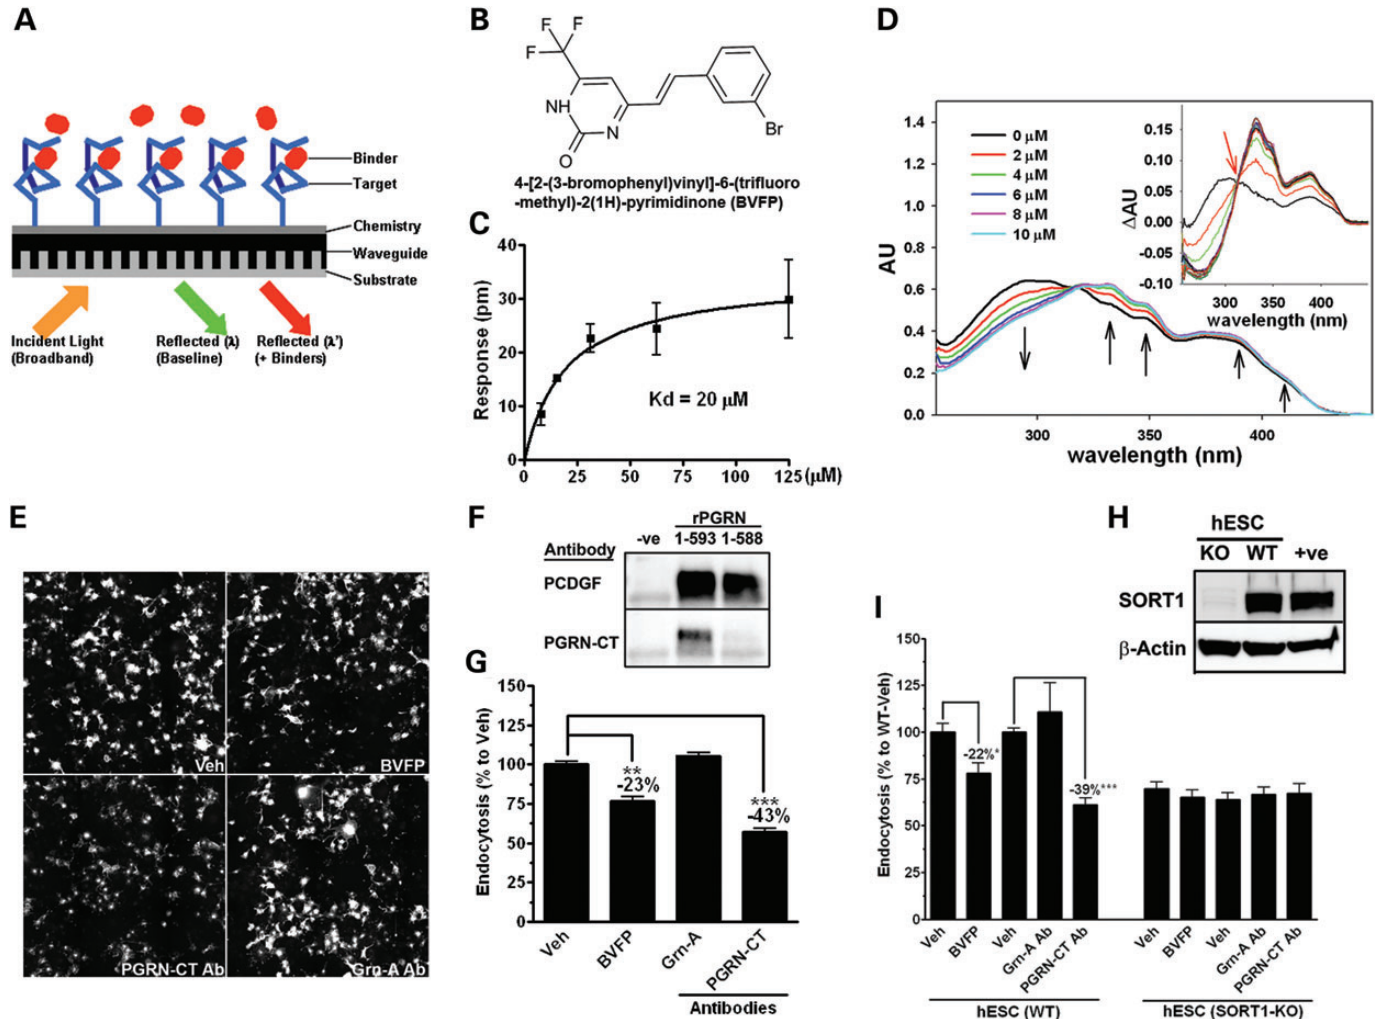 A
Binder
Target
Chemistry
Waveguide
Substrate
Incident Light
(Broadband)
Reflected (λ)
(Baseline)
Reflected (λ')
(+ Binders)
B
F
F
F
NH
N
O
Br
4-[2-(3-bromophenyl)vinyl]-6-(trifluoro
-methyl)-2(1H)-pyrimidinone (BVFP)
C
Response (pm)
40
30
20
10
0
Kd = 20 μM
0 25 50 75 100 125 (μM)
D
AU
1.4
1.2
1.0
0.8
0.6
0.4
0.2
0.0
0 μM
2 μM
4 μM
6 μM
8 μM
10 μM
300 350 400
wavelength (nm)
ΔAU
0.15
0.10
0.05
0.00
-0.05
-0.10
300 350 400
wavelength (nm)
E
Veh
BVFP
PGRN-CT Ab
Grn-A Ab
F
rPGRN
Antibody
-ve 1-593 1-588
PCDGF
PGRN-CT
G
Endocytosis (% to Veh)
150
125
100
75
50
25
0
**
-23%
***
-43%
Veh
BVFP
Grn-A
PGRN-CT
Antibodies
H
hESC
KO WT +ve
SORT1
β-Actin
I
Endocytosis (% to WT-Veh)
150
125
100
75
50
25
0
-22%*
-39%***
Veh
BVFP
Veh
Grn-A Ab
PGRN-CT Ab
hESC (WT)
Veh
BVFP
Veh
Grn-A Ab
PGRN-CT Ab
hESC (SORT1-KO)